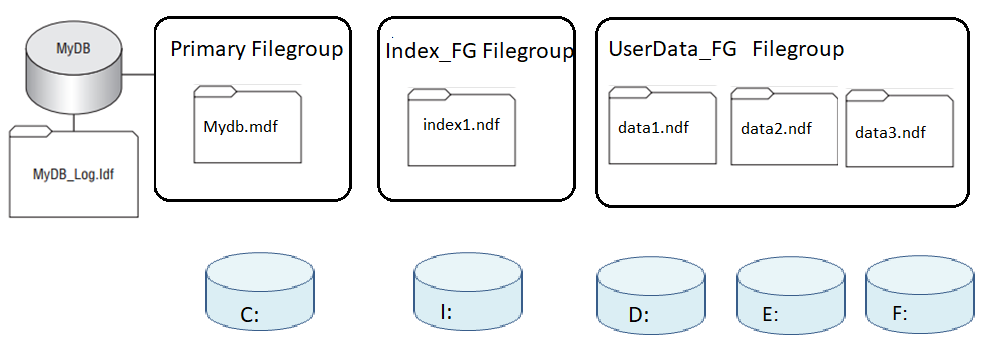 MyDB
Primary Filegroup
Index_FG Filegroup
UserData_FG Filegroup
Mydb.mdf
index1.ndf
data1.ndf
data2.ndf
data3.ndf
MyDB_Log.ldf
C:
I:
D:
E:
F: